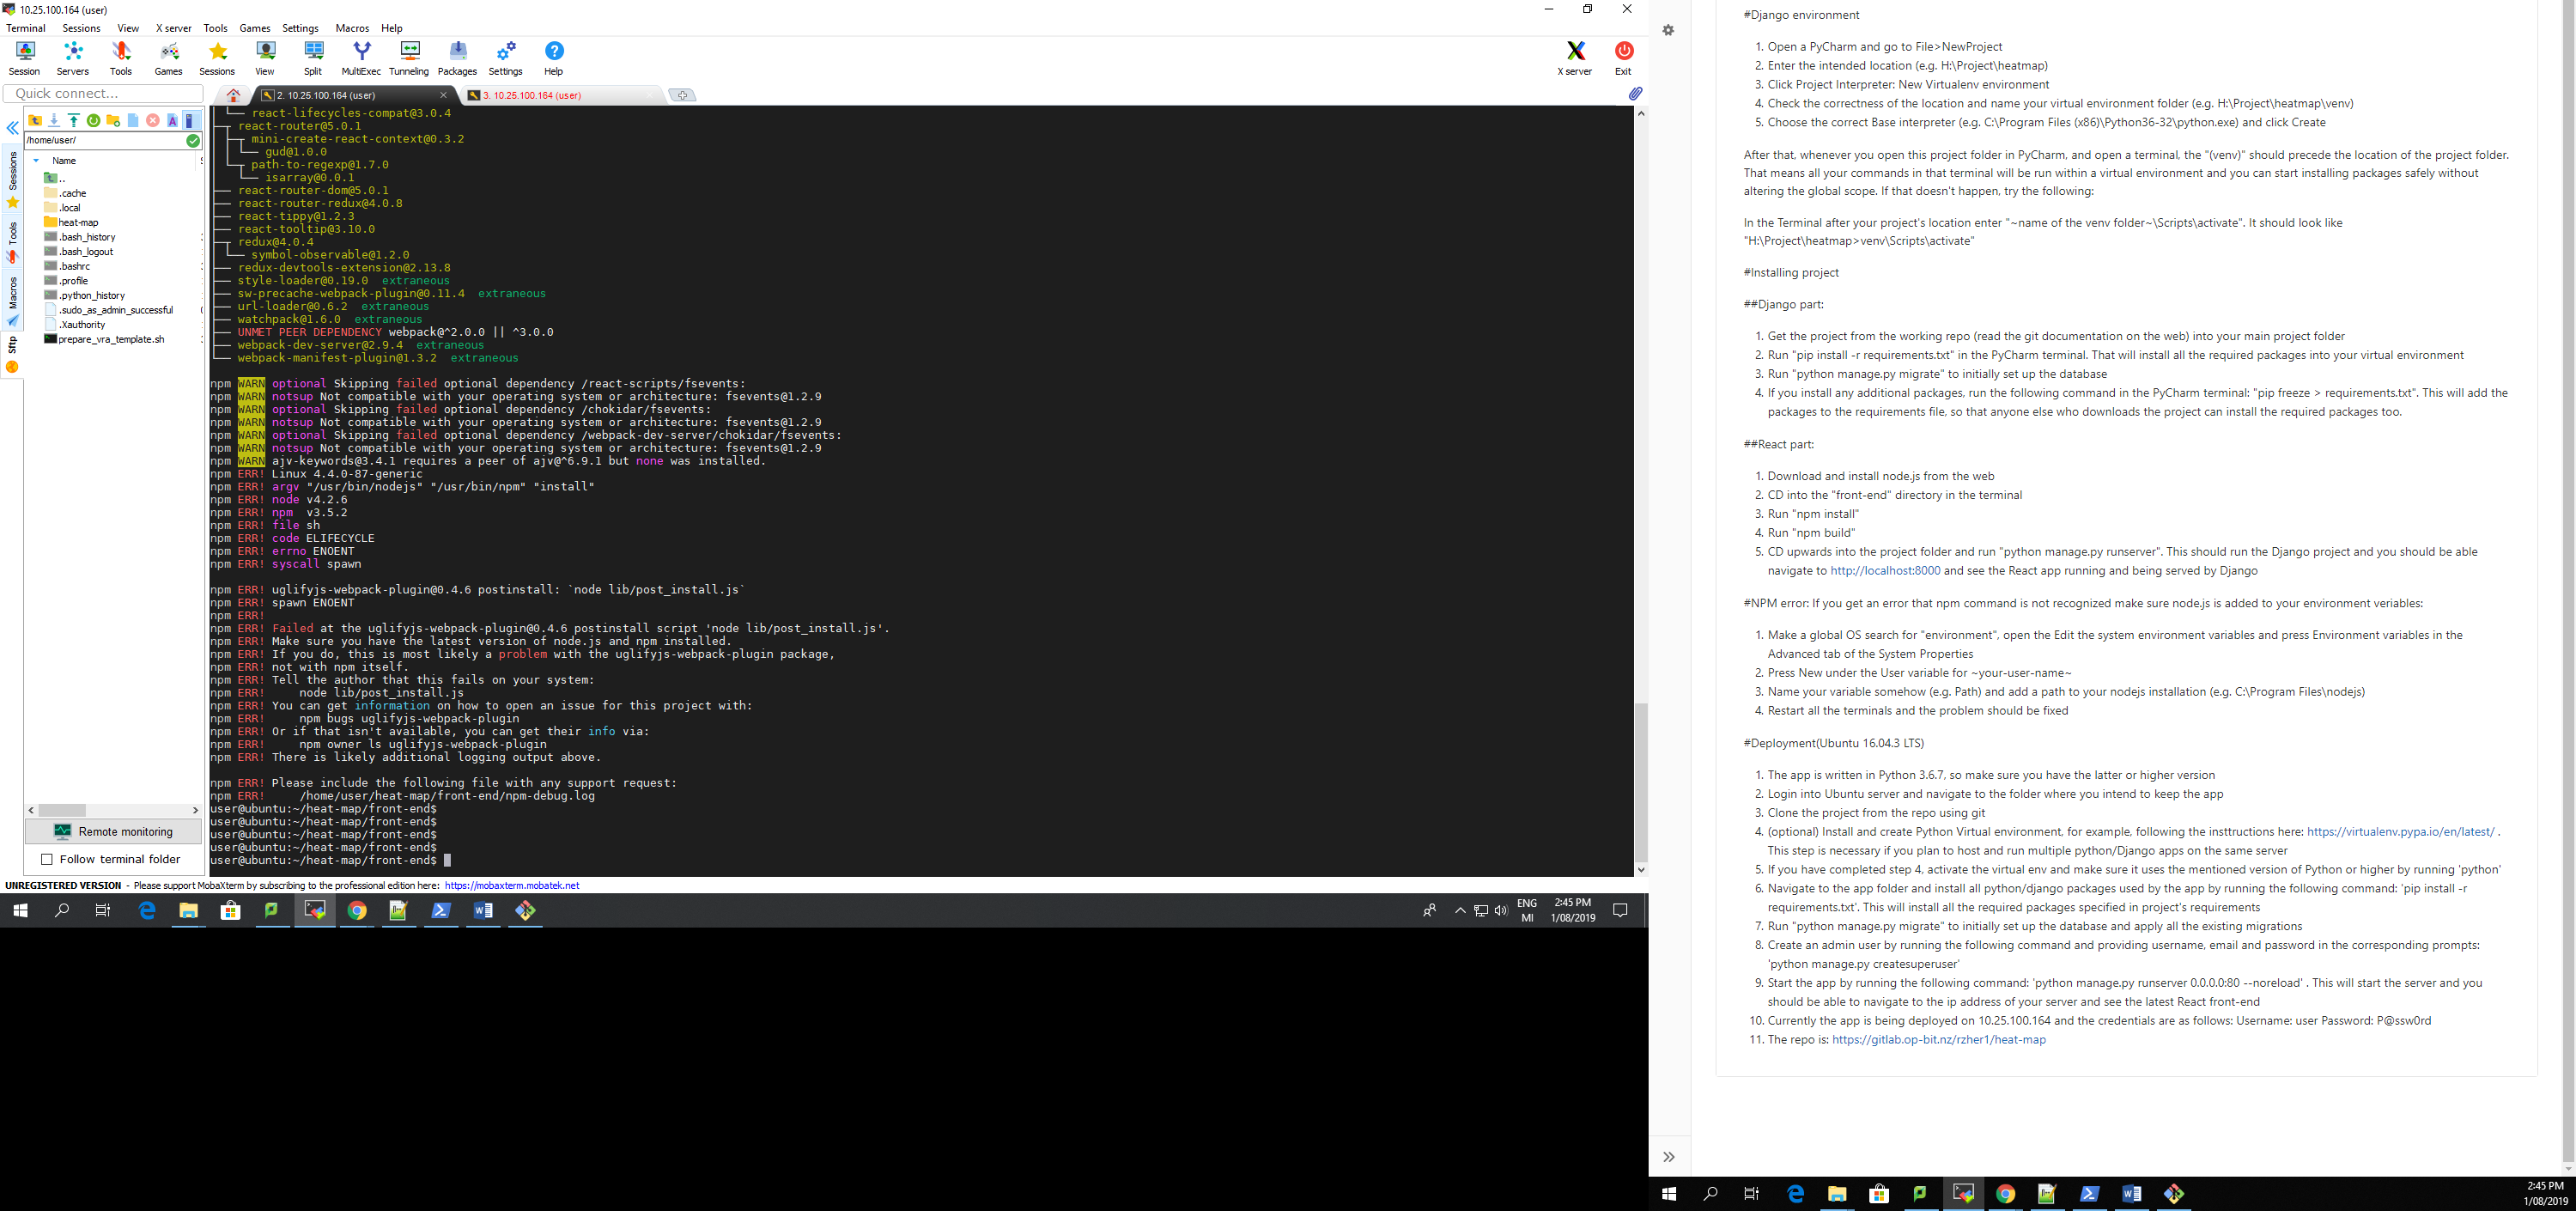 10.25.100.164 (user)
Terminal Sessions View X server Tools Games Settings Macros Help
Session Servers Tools Games Sessions View Split MultiExec Tunneling Packages Settings Help X server Exit
Quick connect...
2. 10.25.100.164 (user)
3. 10.25.100.164 (user)
/home/user/
Name
..
.cache
.local
heat-map
.bash_history
.bash_logout
.bashrc
.profile
.python_history
.sudo_as_admin_successful
.Xauthority
prepare_vra_template.sh
Sessions
Tools
Macros
Sftp
Remote monitoring
Follow terminal folder
react-lifecycles-compat@3.0.4
react-router@5.0.1
mini-create-react-context@0.3.2
gud@1.0.0
path-to-regexp@1.7.0
isarray@0.0.1
react-router-dom@5.0.1
react-router-redux@4.0.8
react-tippy@1.2.3
react-tooltip@3.10.0
redux@4.0.4
symbol-observable@1.2.0
redux-devtools-extension@2.13.8
style-loader@0.19.0 extraneous
sw-precache-webpack-plugin@0.11.4 extraneous
url-loader@0.6.2 extraneous
watchpack@1.6.0 extraneous
UNMET PEER DEPENDENCY webpack@^2.0.0 || ^3.0.0
webpack-dev-server@2.9.4 extraneous
webpack-manifest-plugin@1.3.2 extraneous
npm WARN optional Skipping failed optional dependency /react-scripts/fsevents:
npm WARN notsup Not compatible with your operating system or architecture: fsevents@1.2.9
npm WARN optional Skipping failed optional dependency /chokidar/fsevents:
npm WARN notsup Not compatible with your operating system or architecture: fsevents@1.2.9
npm WARN optional Skipping failed optional dependency /webpack-dev-server/chokidar/fsevents:
npm WARN notsup Not compatible with your operating system or architecture: fsevents@1.2.9
npm WARN ajv-keywords@3.4.1 requires a peer of ajv@^6.9.1 but none was installed.
npm ERR! Linux 4.4.0-87-generic
npm ERR! argv "/usr/bin/nodejs" "/usr/bin/npm" "install"
npm ERR! node v4.2.6
npm ERR! npm  v3.5.2
npm ERR! file sh
npm ERR! code ELIFECYCLE
npm ERR! errno ENOENT
npm ERR! syscall spawn
npm ERR! uglifyjs-webpack-plugin@0.4.6 postinstall: `node lib/post_install.js`
npm ERR! spawn ENOENT
npm ERR!
npm ERR! Failed at the uglifyjs-webpack-plugin@0.4.6 postinstall script 'node lib/post_install.js'.
npm ERR! Make sure you have the latest version of node.js and npm installed.
npm ERR! If you do, this is most likely a problem with the uglifyjs-webpack-plugin package,
npm ERR! not with npm itself.
npm ERR! Tell the author that this fails on your system:
npm ERR!     node lib/post_install.js
npm ERR! You can get information on how to open an issue for this project with:
npm ERR!     npm bugs uglifyjs-webpack-plugin
npm ERR! Or if that isn't available, you can get their info via:
npm ERR!     npm owner ls uglifyjs-webpack-plugin
npm ERR! There is likely additional logging output above.
npm ERR! Please include the following file with any support request:
npm ERR!     /home/user/heat-map/front-end/npm-debug.log
user@ubuntu:~/heat-map/front-end$
user@ubuntu:~/heat-map/front-end$
user@ubuntu:~/heat-map/front-end$
user@ubuntu:~/heat-map/front-end$
user@ubuntu:~/heat-map/front-end$
UNREGISTERED VERSION - Please support MobaXterm by subscribing to the professional edition here: https://mobaxterm.mobatek.net
ENG
MI
2:45 PM
1/08/2019
#Django environment
1. Open a PyCharm and go to File>NewProject
2. Enter the intended location (e.g. H:\Project\heatmap)
3. Click Project Interpreter: New Virtualenv environment
4. Check the correctness of the location and name your virtual environment folder (e.g. H:\Project\heatmap\venv)
5. Choose the correct Base interpreter (e.g. C:\Program Files (x86)\Python36-32\python.exe) and click Create
After that, whenever you open this project folder in PyCharm, and open a terminal, the "(venv)" should precede the location of the project folder.
That means all your commands in that terminal will be run within a virtual environment and you can start installing packages safely without
altering the global scope. If that doesn't happen, try the following:
In the Terminal after your project's location enter "~name of the venv folder~\Scripts\activate". It should look like
"H:\Project\heatmap>venv\Scripts\activate"
#Installing project
##Django part:
1. Get the project from the working repo (read the git documentation on the web) into your main project folder
2. Run "pip install -r requirements.txt" in the PyCharm terminal. That will install all the required packages into your virtual environment
3. Run "python manage.py migrate" to initially set up the database
4. If you install any additional packages, run the following command in the PyCharm terminal: "pip freeze > requirements.txt". This will add the
packages to the requirements file, so that anyone else who downloads the project can install the required packages too.
##React part:
1. Download and install node.js from the web
2. CD into the "front-end" directory in the terminal
3. Run "npm install"
4. Run "npm build"
5. CD upwards into the project folder and run "python manage.py runserver". This should run the Django project and you should be able
navigate to http://localhost:8000 and see the React app running and being served by Django
#NPM error: If you get an error that npm command is not recognized make sure node.js is added to your environment veriables:
1. Make a global OS search for "environment", open the Edit the system environment variables and press Environment variables in the
Advanced tab of the System Properties
2. Press New under the User variable for ~your-user-name~
3. Name your variable somehow (e.g. Path) and add a path to your nodejs installation (e.g. C:\Program Files\nodejs)
4. Restart all the terminals and the problem should be fixed
#Deployment(Ubuntu 16.04.3 LTS)
1. The app is written in Python 3.6.7, so make sure you have the latter or higher version
2. Login into Ubuntu server and navigate to the folder where you intend to keep the app
3. Clone the project from the repo using git
4. (optional) Install and create Python Virtual environment, for example, following the insttructions here: https://virtualenv.pypa.io/en/latest/ .
This step is necessary if you plan to host and run multiple python/Django apps on the same server
5. If you have completed step 4, activate the virtual env and make sure it uses the mentioned version of Python or higher by running 'python'
6. Navigate to the app folder and install all python/django packages used by the app by running the following command: 'pip install -r
requirements.txt'. This will install all the required packages specified in project's requirements
7. Run "python manage.py migrate" to initially set up the database and apply all the existing migrations
8. Create an admin user by running the following command and providing username, email and password in the corresponding prompts:
'python manage.py createsuperuser'
9. Start the app by running the following command: 'python manage.py runserver 0.0.0.0:80 --noreload' . This will start the server and you
should be able to navigate to the ip address of your server and see the latest React front-end
10. Currently the app is being deployed on 10.25.100.164 and the credentials are as follows: Username: user Password: P@ssw0rd
11. The repo is: https://gitlab.op-bit.nz/rzher1/heat-map
2:45 PM
1/08/2019